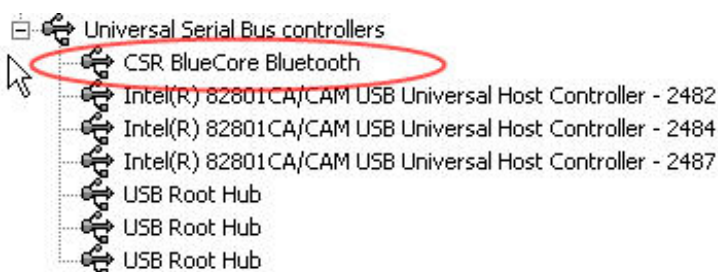 Universal Serial Bus controllers
CSR BlueCore Bluetooth
Intel(R) 82801CA/CAM USB Universal Host Controller - 2482
Intel(R) 82801CA/CAM USB Universal Host Controller - 2484
Intel(R) 82801CA/CAM USB Universal Host Controller - 2487
USB Root Hub
USB Root Hub
USB Root Hub